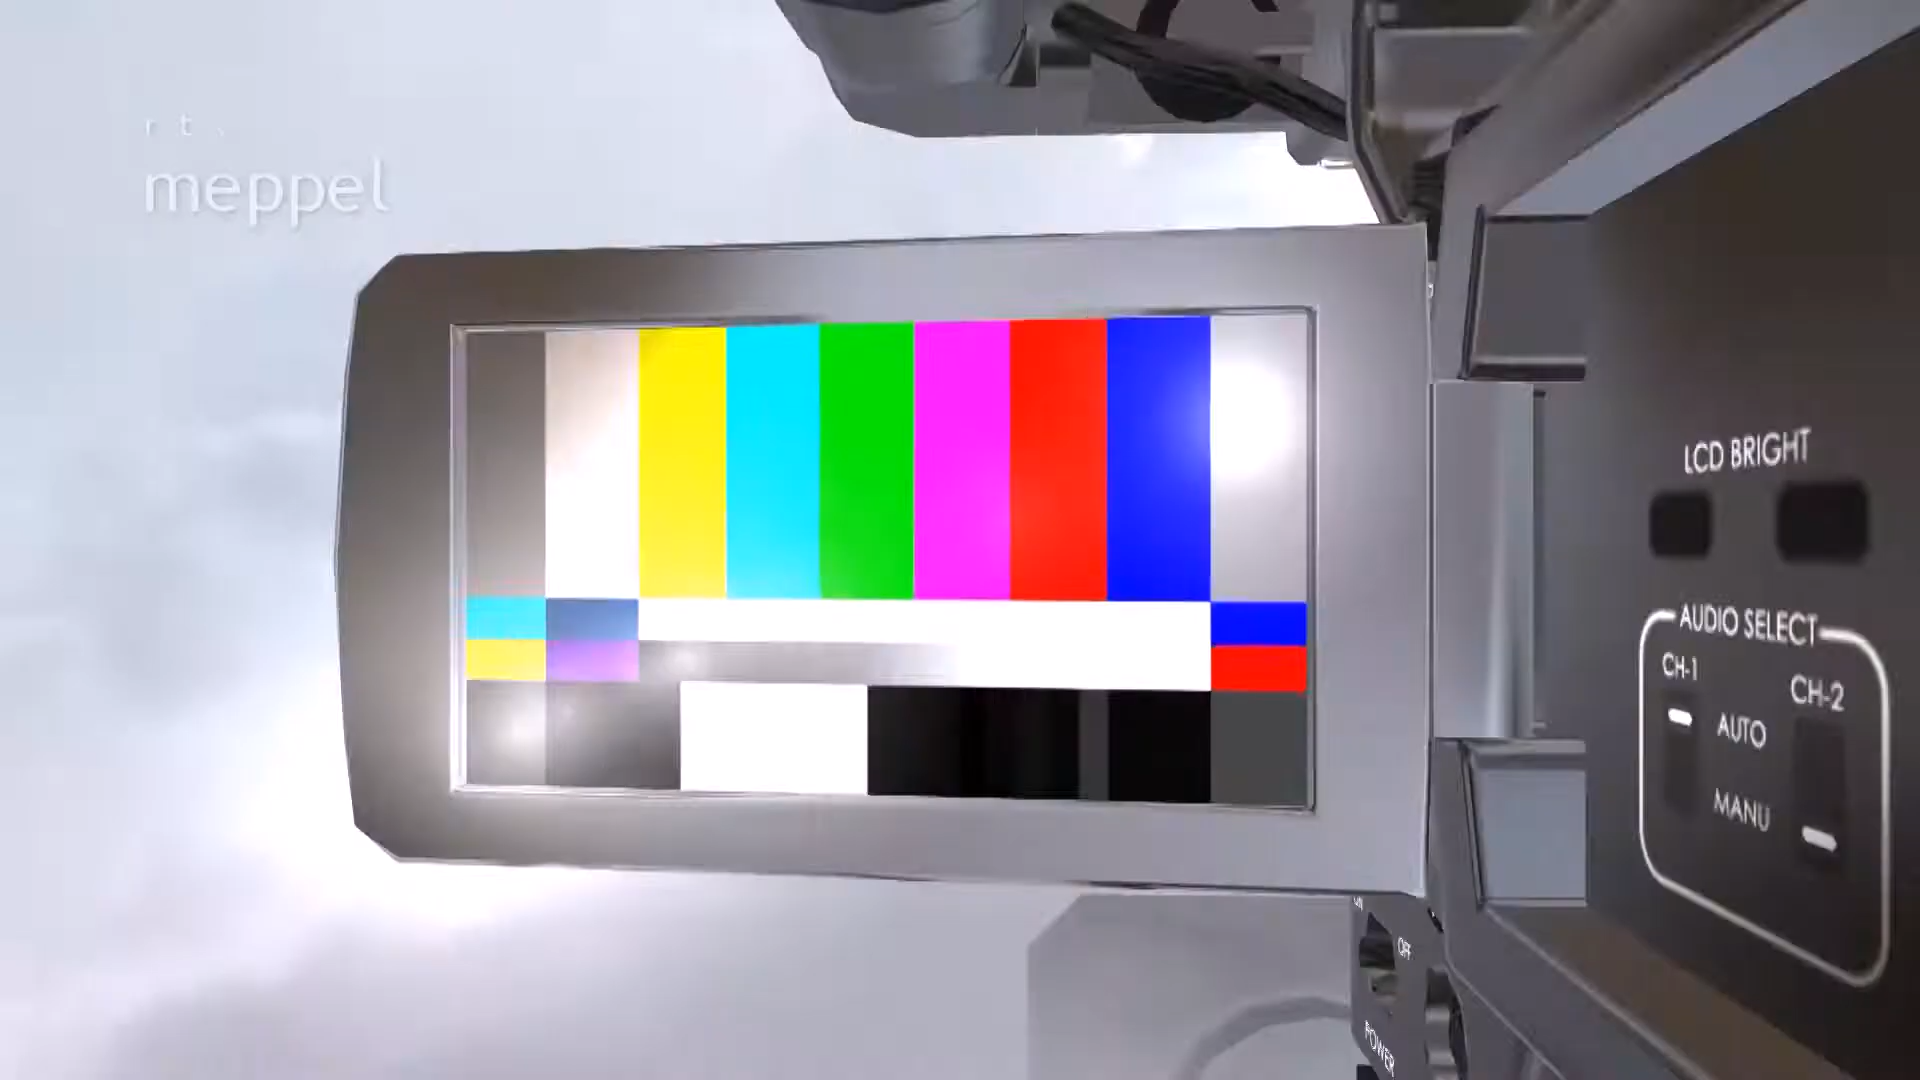 meppel
LCD BRIGHT
AUDIO SELECT
CH-1
CH-2
AUTO
MANU
OFF
POWER